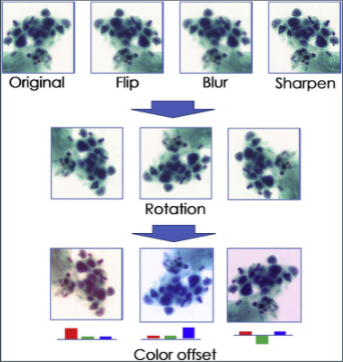 Original Flip Blur Sharpen
Rotation
Color offset